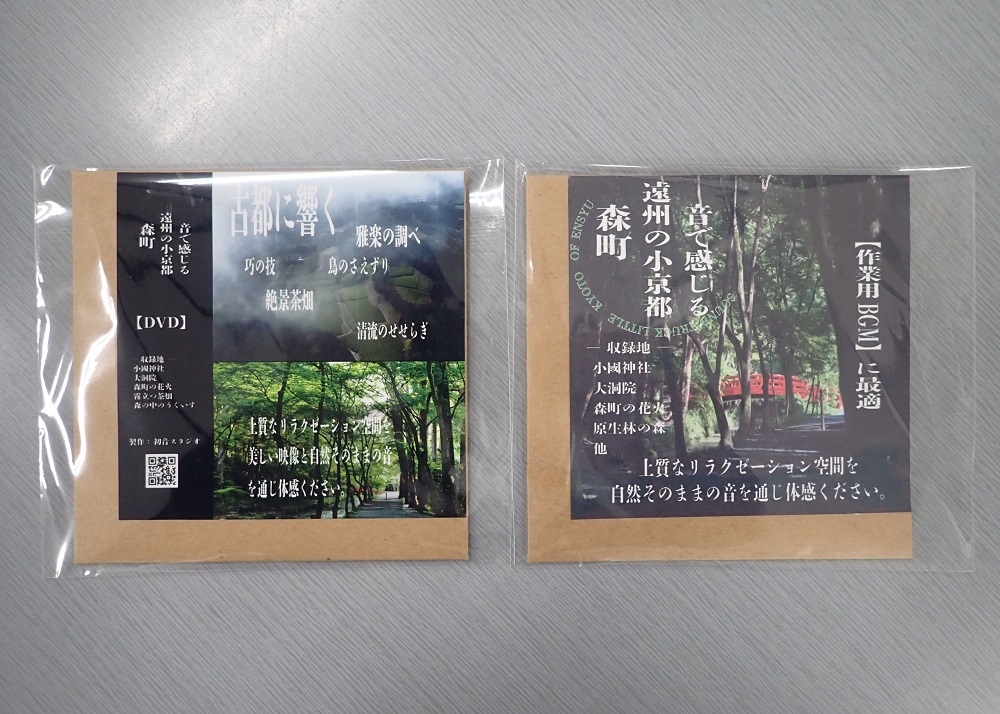 音で感じる
遠州の小京都
森町
【DVD】
収録地
小國神社
大洞院
森町の花火
霧立の茶畑
森の中のうぐいす
製作：初音スタジオ
古都に響く
雅楽の調べ
巧の技
鳥のさえずり
絶景茶畑
清流のせせらぎ
上質なリラクゼーション空間を
美しい映像と自然そのままの音
を通じ体感ください
音で感じる
遠州の小京都
森町
LITTLE KYOTO OF ENSYU
【作業用BGM】に最適
― 収録地 ―
小國神社
大洞院
森町の花火
原生林の森
他
上質なリラクゼーション空間を
自然そのままの音を通じ体感ください。